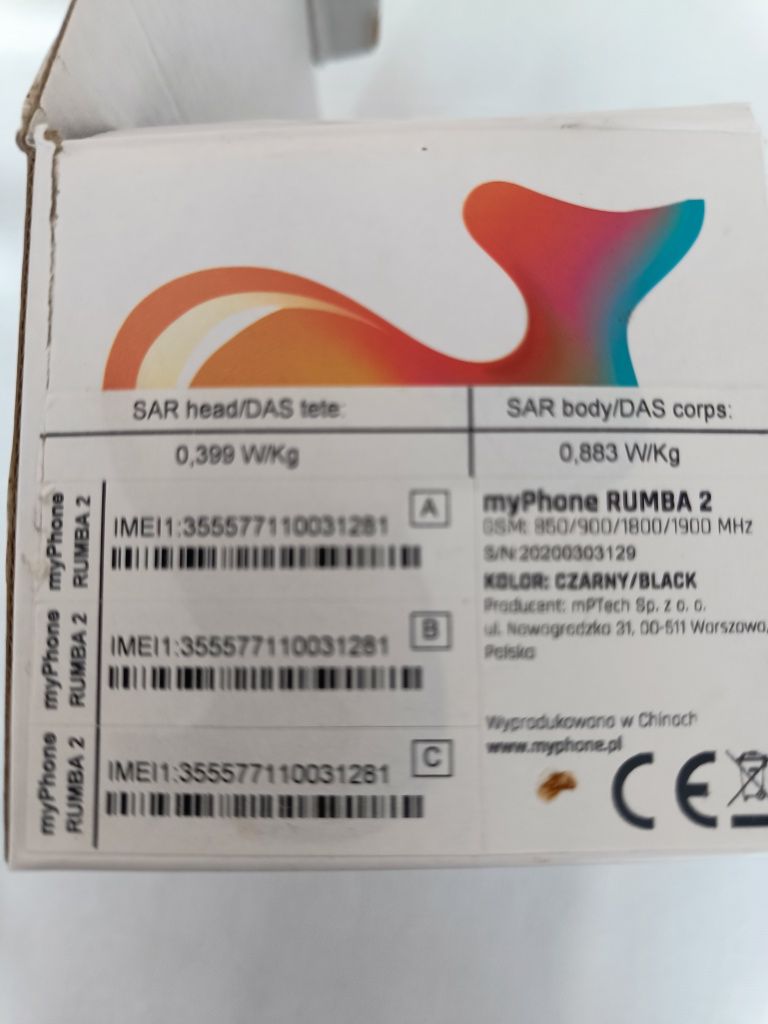 SAR head/DAS tete:
SAR body/DAS corps:
0,399 W/Kg
0,883 W/Kg
myPhone
RUMBA 2
IMEI1:355577110031281
A
myPhone
RUMBA 2
IMEI1:355577110031281
B
myPhone
RUMBA 2
IMEI1:355577110031281
C
myPhone RUMBA 2
GSM: 850/900/1800/1900 MHz
S/N:20200303129
KOLOR: CZARNY/BLACK
Producent: mPTech Sp. z o. o.
ul. Nowogrodzka 31, 00-511 Warszawa,
Polska
Wyprodukowano w Chinach
www.myphone.pl
CE